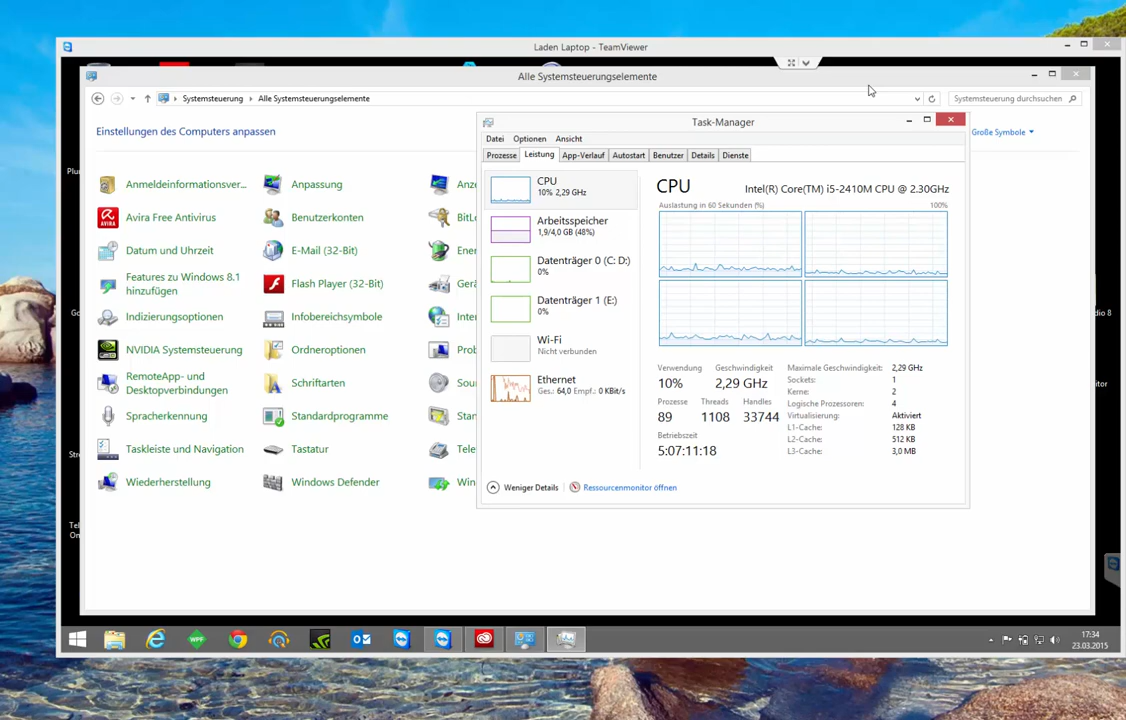 Laden Laptop - TeamViewer
Alle Systemsteuerungselemente
Systemsteuerung
Alle Systemsteuerungselemente
Systemsteuerung durchsuchen
Einstellungen des Computers anpassen
Große Symbole
Anmeldeinformationsver...
Anpassung
Avira Free Antivirus
Benutzerkonten
Datum und Uhrzeit
E-Mail (32-Bit)
Features zu Windows 8.1
hinzufügen
Flash Player (32-Bit)
Indizierungsoptionen
Infobereichsymbole
NVIDIA Systemsteuerung
Ordneroptionen
RemoteApp- und
Desktopverbindungen
Schriftarten
Spracherkennung
Standardprogramme
Taskleiste und Navigation
Tastatur
Wiederherstellung
Windows Defender
Task-Manager
Datei Optionen Ansicht
Prozesse Leistung App-Verlauf Autostart Benutzer Details Dienste
CPU
10% 2,29 GHz
Arbeitsspeicher
1,9/4,0 GB (48%)
Datenträger 0 (C: D:)
0%
Datenträger 1 (E:)
0%
Wi-Fi
Nicht verbunden
Ethernet
Ges.: 64,0 Empf.: 0 KBit/s
CPU
Intel(R) Core(TM) i5-2410M CPU @ 2.30GHz
Auslastung in 60 Sekunden (%)
100%
Verwendung
10%
Geschwindigkeit
2,29 GHz
Prozesse
89
Threads
1108
Handles
33744
Betriebszeit
5:07:11:18
Maximale Geschwindigkeit: 2,29 GHz
Sockets: 1
Kerne: 2
Logische Prozessoren: 4
Virtualisierung: Aktiviert
L1-Cache: 128 KB
L2-Cache: 512 KB
L3-Cache: 3,0 MB
Weniger Details
Ressourcenmonitor öffnen
WPF
17:34
23.03.2015